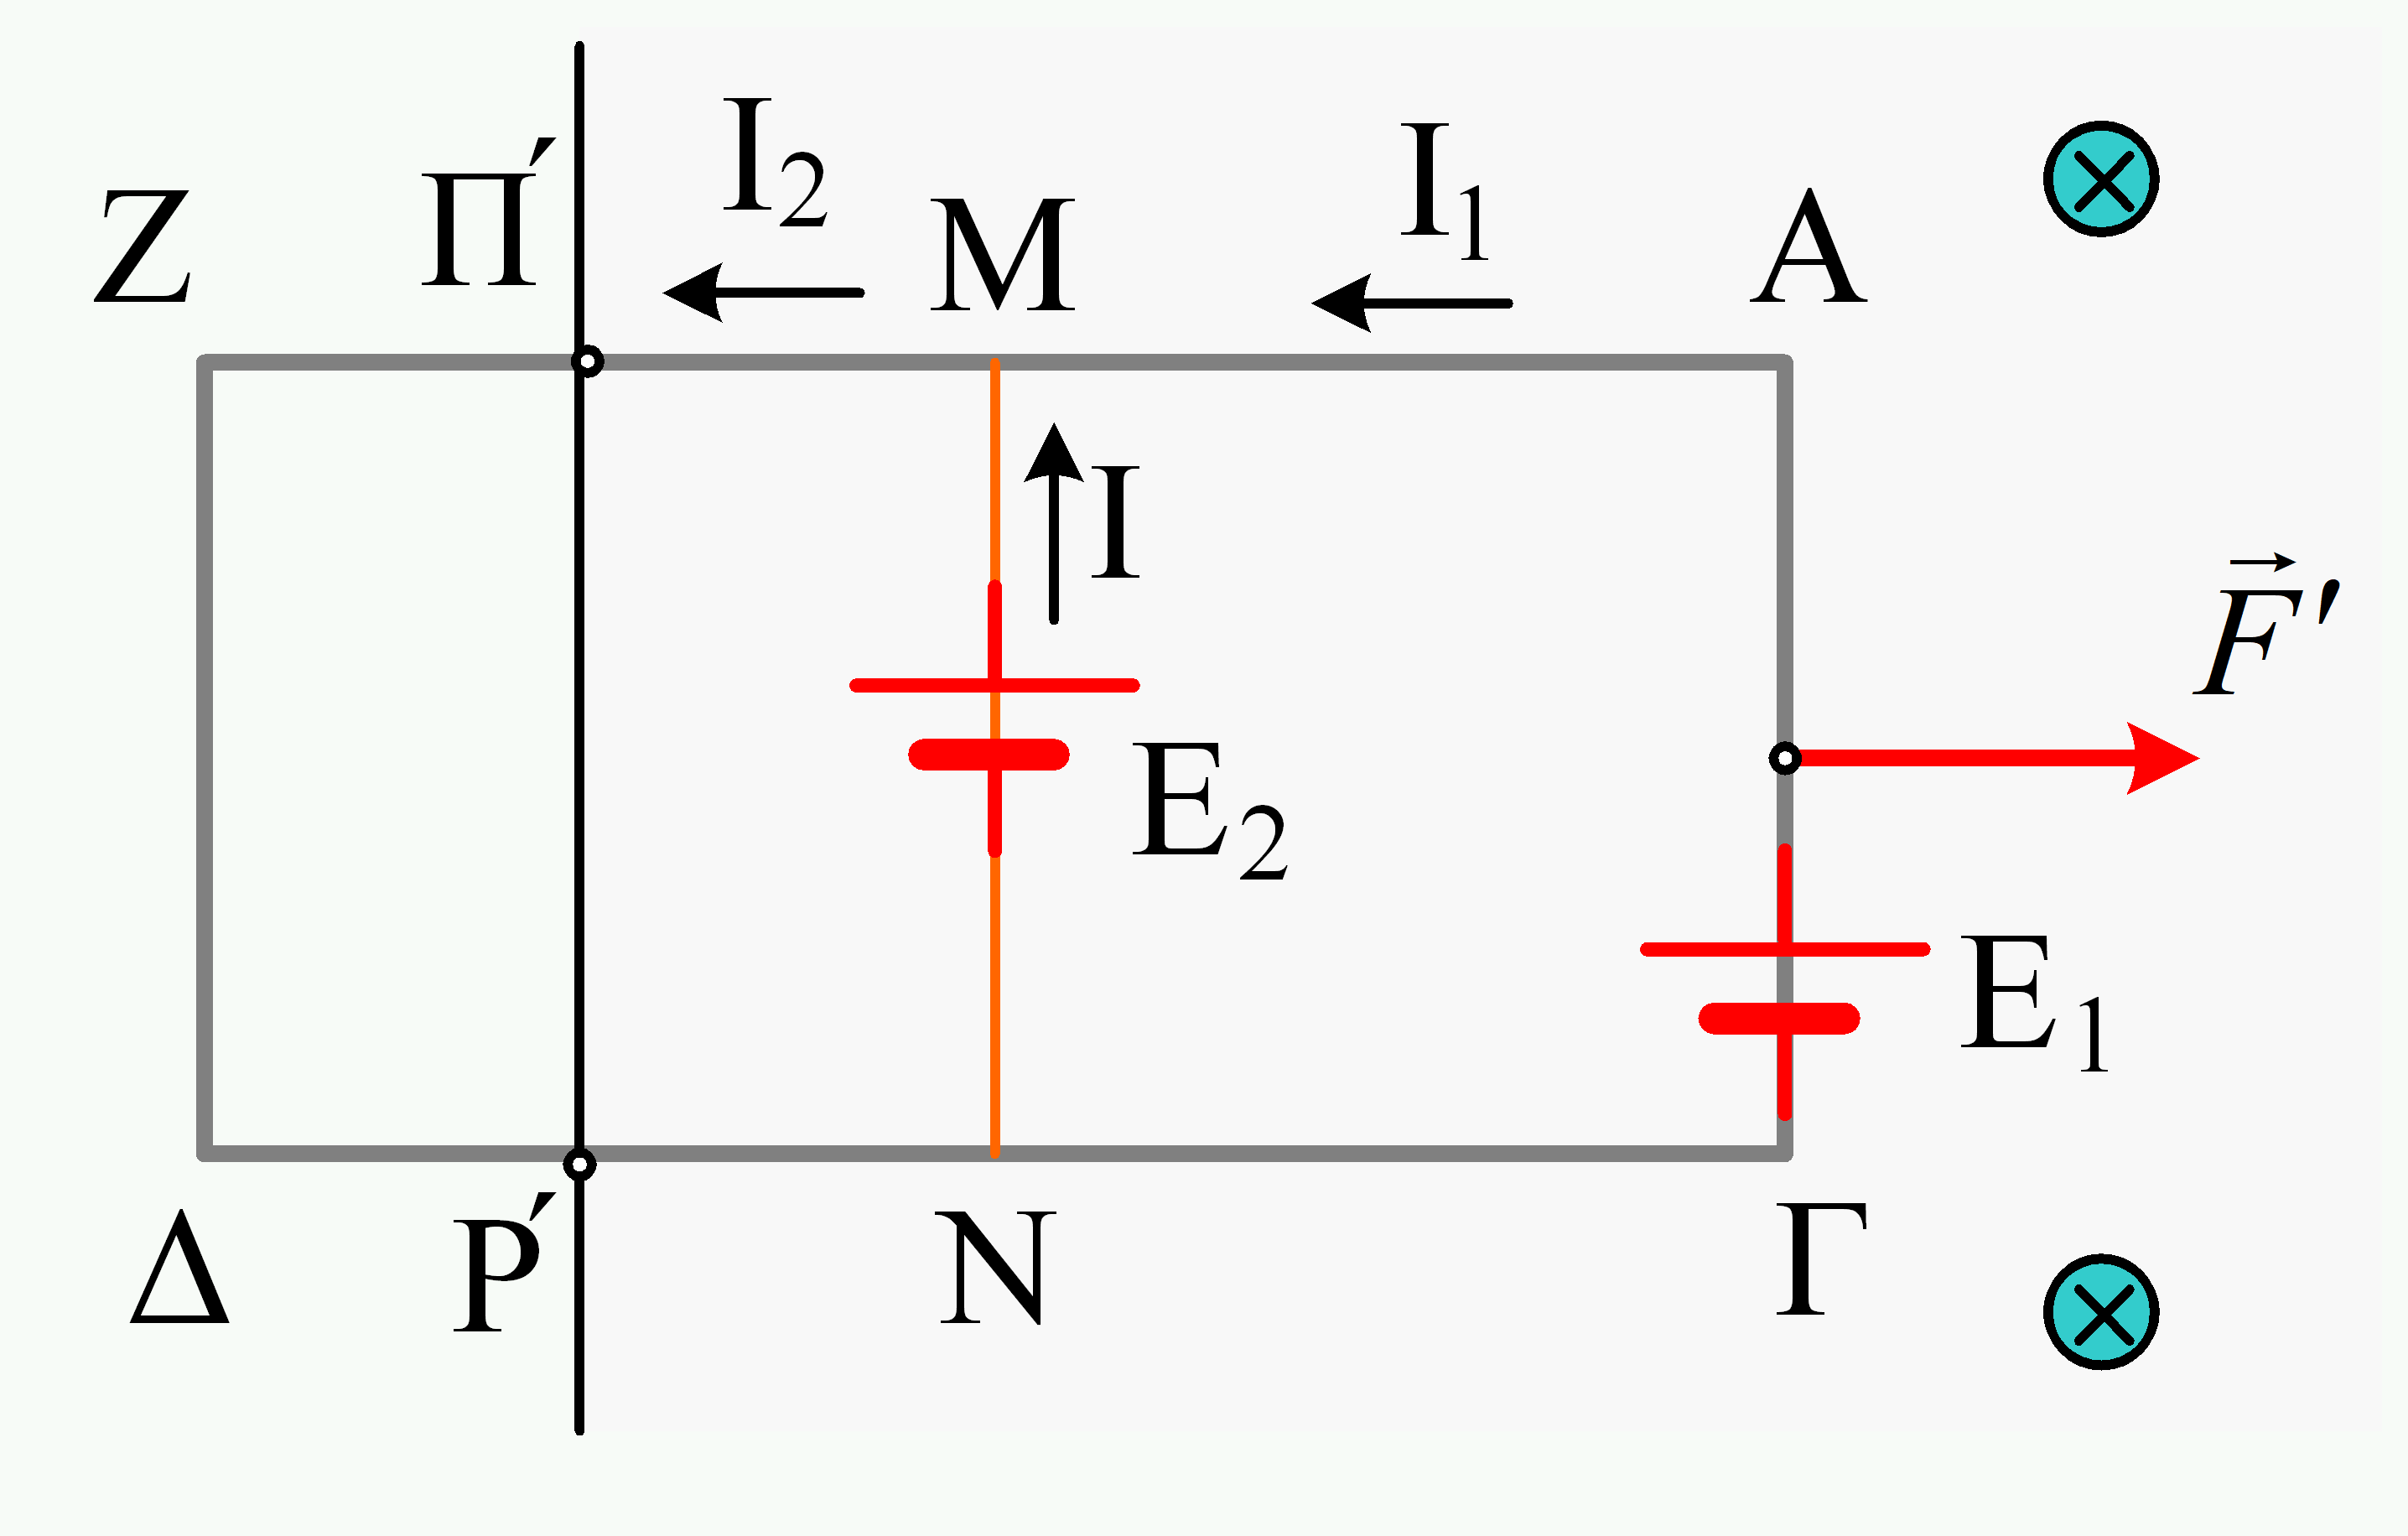 Ζ Π΄ I₂ Μ I₁ Α
I
F⃗′
E₂
E₁
Δ Ρ΄ Ν Γ